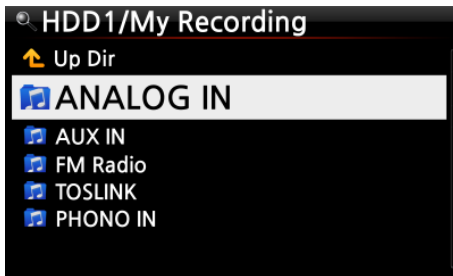 HDD1/My Recording
Up Dir
ANALOG IN
AUX IN
FM Radio
TOSLINK
PHONO IN